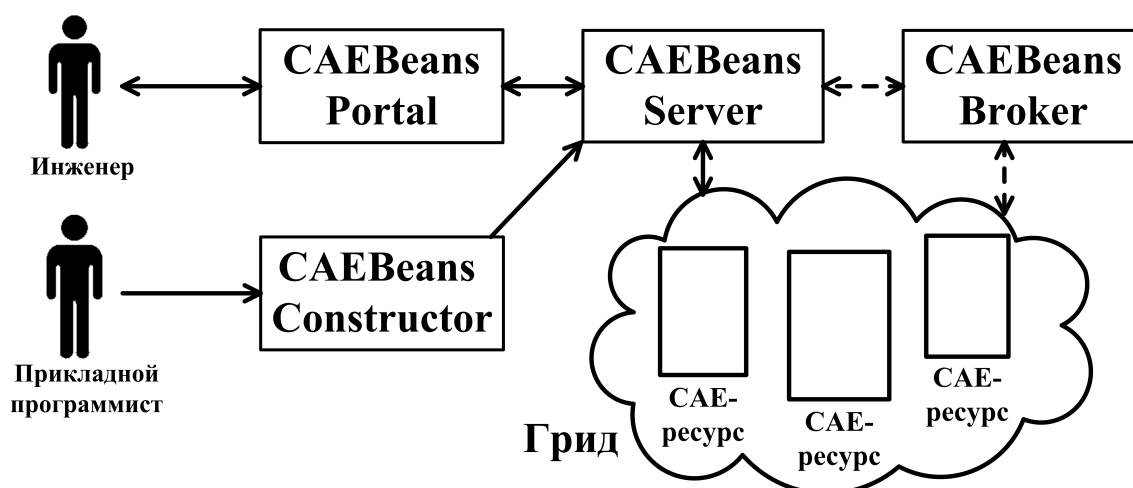 CAEBeans
Portal
CAEBeans
Server
CAEBeans
Broker
Инженер
CAEBeans
Constructor
Прикладной
программист
CAE-
ресурс
CAE-
ресурс
CAE-
ресурс
Грид